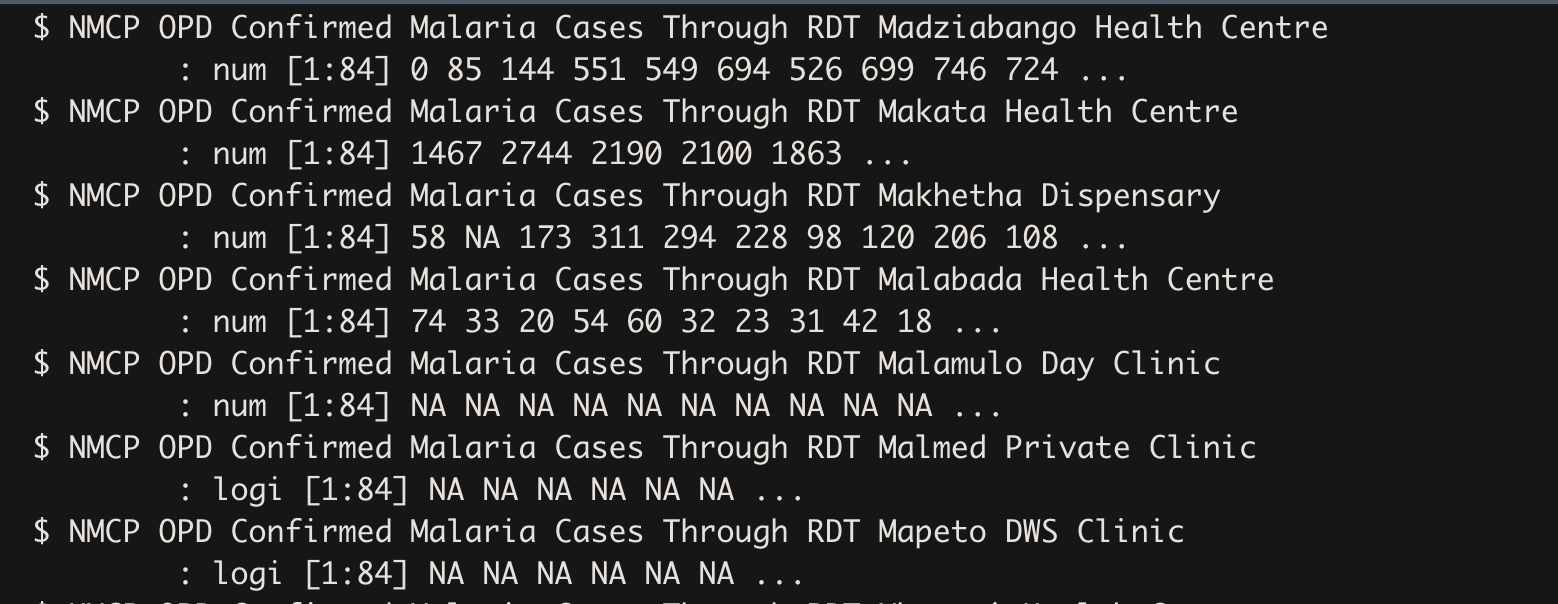 $ NMCP OPD Confirmed Malaria Cases Through RDT Madziabango Health Centre
: num [1:84] 0 85 144 551 549 694 526 699 746 724 ...
$ NMCP OPD Confirmed Malaria Cases Through RDT Makata Health Centre
: num [1:84] 1467 2744 2190 2100 1863 ...
$ NMCP OPD Confirmed Malaria Cases Through RDT Makhetha Dispensary
: num [1:84] 58 NA 173 311 294 228 98 120 206 108 ...
$ NMCP OPD Confirmed Malaria Cases Through RDT Malabada Health Centre
: num [1:84] 74 33 20 54 60 32 23 31 42 18 ...
$ NMCP OPD Confirmed Malaria Cases Through RDT Malamulo Day Clinic
: num [1:84] NA NA NA NA NA NA NA NA NA NA ...
$ NMCP OPD Confirmed Malaria Cases Through RDT Malmed Private Clinic
: logi [1:84] NA NA NA NA NA NA ...
$ NMCP OPD Confirmed Malaria Cases Through RDT Mapeto DWS Clinic
: logi [1:84] NA NA NA NA NA NA ...